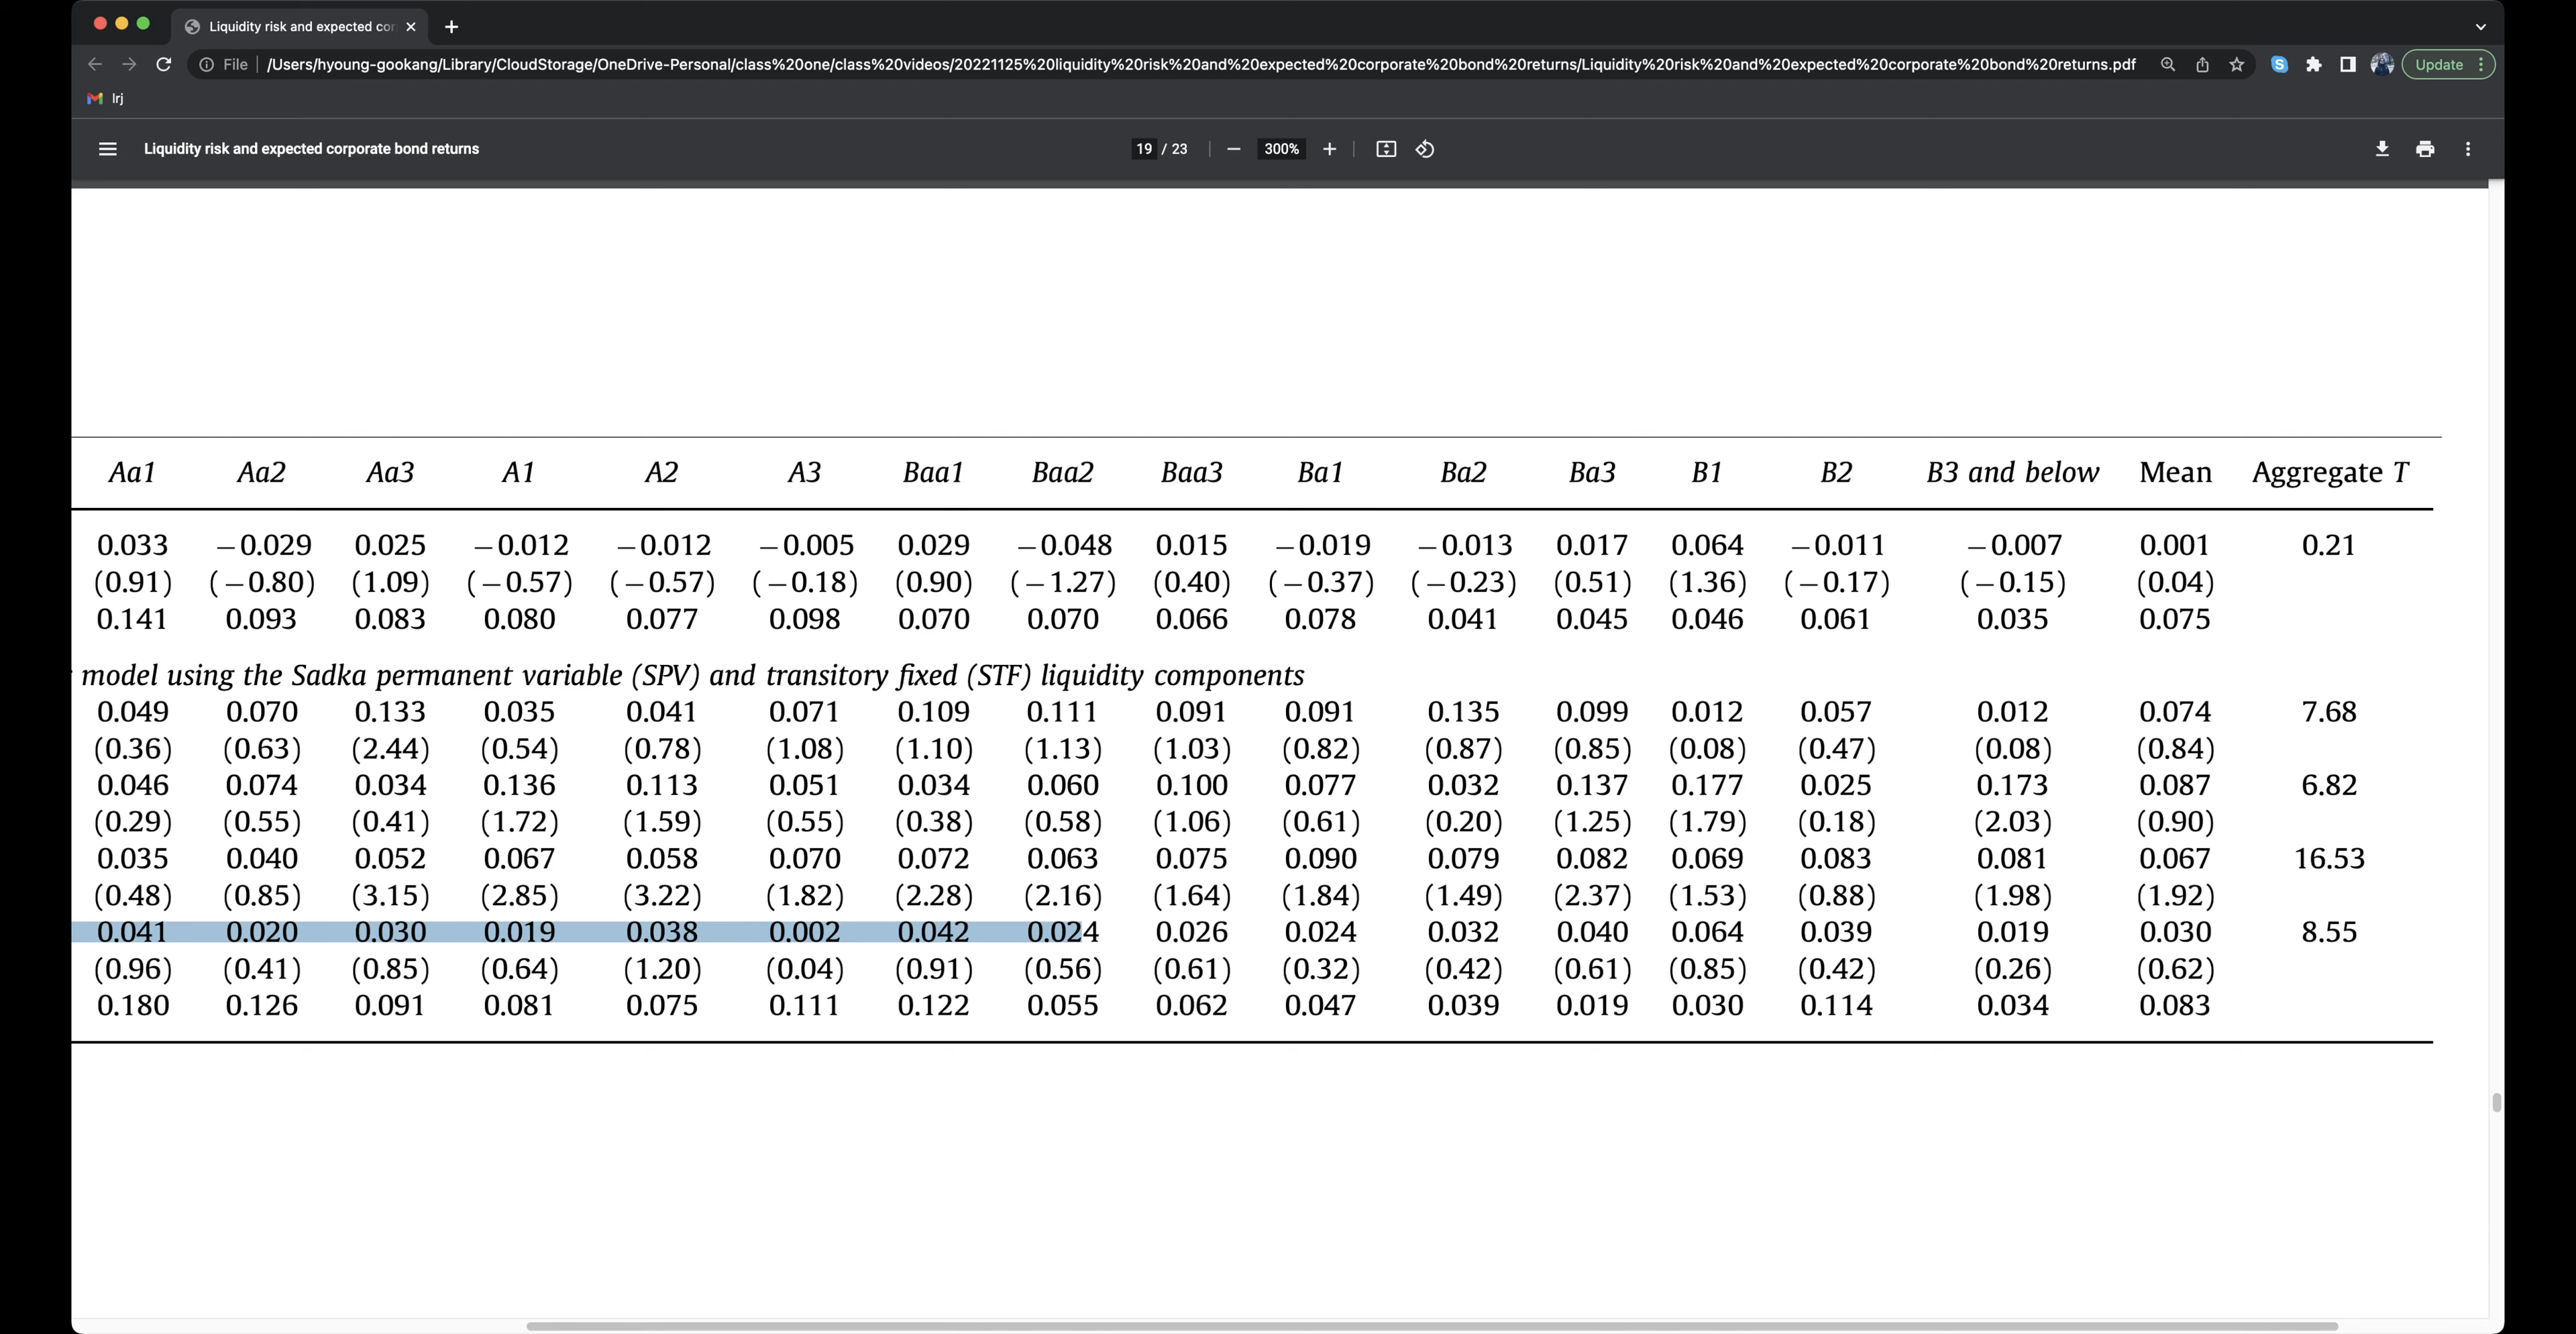 Liquidity risk and expected cor
File | /Users/hyoung-gookang/Library/CloudStorage/OneDrive-Personal/class%20one/class%20videos/20221125%20liquidity%20risk%20and%20expected%20corporate%20bond%20returns/Liquidity%20risk%20and%20expected%20corporate%20bond%20returns.pdf S Update
lrj
Liquidity risk and expected corporate bond returns 19 / 23 300%
Aa1 Aa2 Aa3 A1 A2 A3 Baa1 Baa2 Baa3 Ba1 Ba2 Ba3 B1 B2 B3 and below Mean Aggregate T
0.033 −0.029 0.025 −0.012 −0.012 −0.005 0.029 −0.048 0.015 −0.019 −0.013 0.017 0.064 −0.011 −0.007 0.001 0.21
(0.91) (−0.80) (1.09) (−0.57) (−0.57) (−0.18) (0.90) (−1.27) (0.40) (−0.37) (−0.23) (0.51) (1.36) (−0.17) (−0.15) (0.04)
0.141 0.093 0.083 0.080 0.077 0.098 0.070 0.070 0.066 0.078 0.041 0.045 0.046 0.061 0.035 0.075
model using the Sadka permanent variable (SPV) and transitory fixed (STF) liquidity components
0.049 0.070 0.133 0.035 0.041 0.071 0.109 0.111 0.091 0.091 0.135 0.099 0.012 0.057 0.012 0.074 7.68
(0.36) (0.63) (2.44) (0.54) (0.78) (1.08) (1.10) (1.13) (1.03) (0.82) (0.87) (0.85) (0.08) (0.47) (0.08) (0.84)
0.046 0.074 0.034 0.136 0.113 0.051 0.034 0.060 0.100 0.077 0.032 0.137 0.177 0.025 0.173 0.087 6.82
(0.29) (0.55) (0.41) (1.72) (1.59) (0.55) (0.38) (0.58) (1.06) (0.61) (0.20) (1.25) (1.79) (0.18) (2.03) (0.90)
0.035 0.040 0.052 0.067 0.058 0.070 0.072 0.063 0.075 0.090 0.079 0.082 0.069 0.083 0.081 0.067 16.53
(0.48) (0.85) (3.15) (2.85) (3.22) (1.82) (2.28) (2.16) (1.64) (1.84) (1.49) (2.37) (1.53) (0.88) (1.98) (1.92)
0.041 0.020 0.030 0.019 0.038 0.002 0.042 0.024 0.026 0.024 0.032 0.040 0.064 0.039 0.019 0.030 8.55
(0.96) (0.41) (0.85) (0.64) (1.20) (0.04) (0.91) (0.56) (0.61) (0.32) (0.42) (0.61) (0.85) (0.42) (0.26) (0.62)
0.180 0.126 0.091 0.081 0.075 0.111 0.122 0.055 0.062 0.047 0.039 0.019 0.030 0.114 0.034 0.083